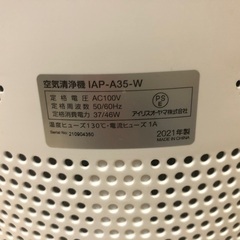 空気清浄機 IAP-A35-W
定格電圧 AC100V
定格周波数 50/60Hz
定格消費電力 37/46W
温度ヒューズ130℃・電流ヒューズ 1A
PS
E
アイリスオーヤマ株式会社
2021年製
MADE IN CHINA